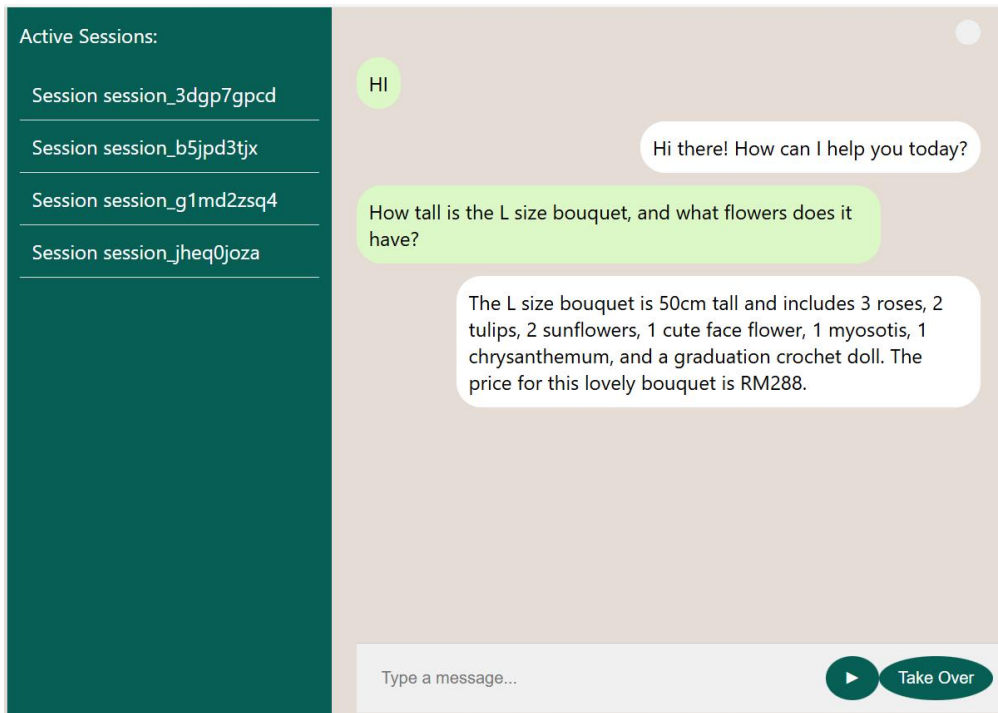 Active Sessions:
Session session_3dgp7gpcd
Session session_b5jpd3tjx
Session session_g1md2zsq4
Session session_jheq0joza
HI
Hi there! How can I help you today?
How tall is the L size bouquet, and what flowers does it
have?
The L size bouquet is 50cm tall and includes 3 roses, 2
tulips, 2 sunflowers, 1 cute face flower, 1 myosotis, 1
chrysanthemum, and a graduation crochet doll. The
price for this lovely bouquet is RM288.
Type a message...
Take Over